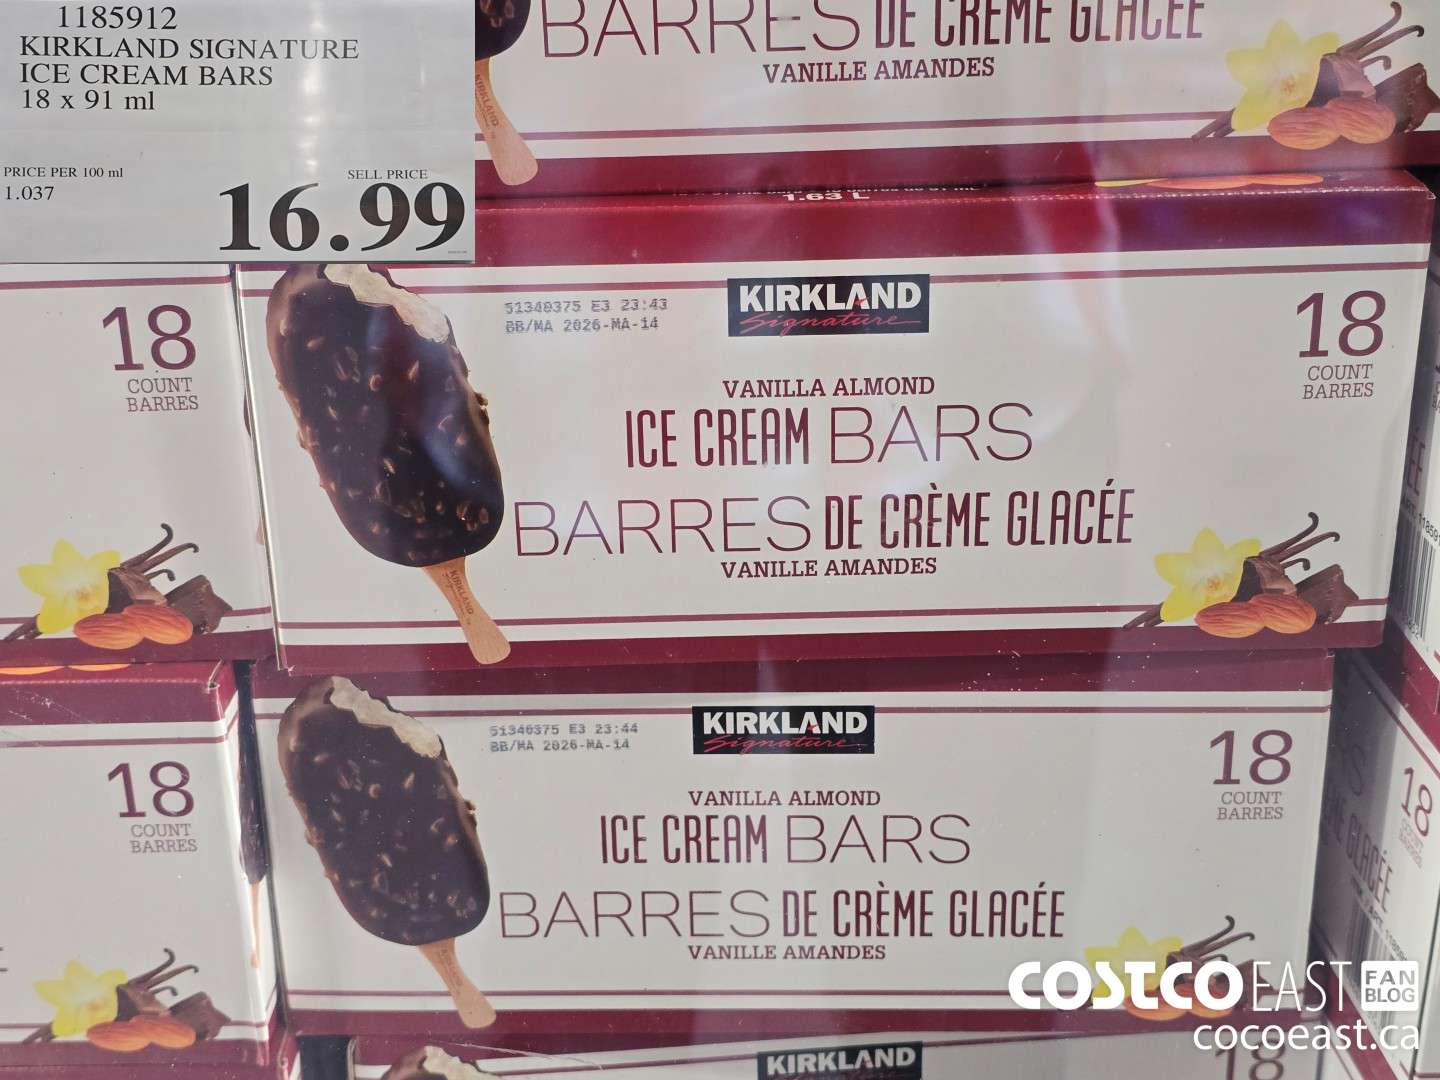 1185912
KIRKLAND SIGNATURE
ICE CREAM BARS
18 x 91 ml
PRICE PER 100 ml
1.037
SELL PRICE
16.99
BARRES DE CRÈME GLACÉE
VANILLE AMANDES
KIRKLAND
1.63 L
18
COUNT
BARRES
51340375 E3 23:43
BB/MA 2026-MA-14
KIRKLAND
Signature
18
COUNT
BARRES
VANILLA ALMOND
ICE CREAM BARS
BARRES DE CRÈME GLACÉE
VANILLE AMANDES
KIRKLAND
18
COUNT
BARRES
51340375 E3 23:44
BB/MA 2026-MA-14
KIRKLAND
Signature
18
COUNT
BARRES
VANILLA ALMOND
ICE CREAM BARS
BARRES DE CRÈME GLACÉE
VANILLE AMANDES
18
KIRKLAND
18
COSTCO EAST FAN BLOG
cocoeast.ca